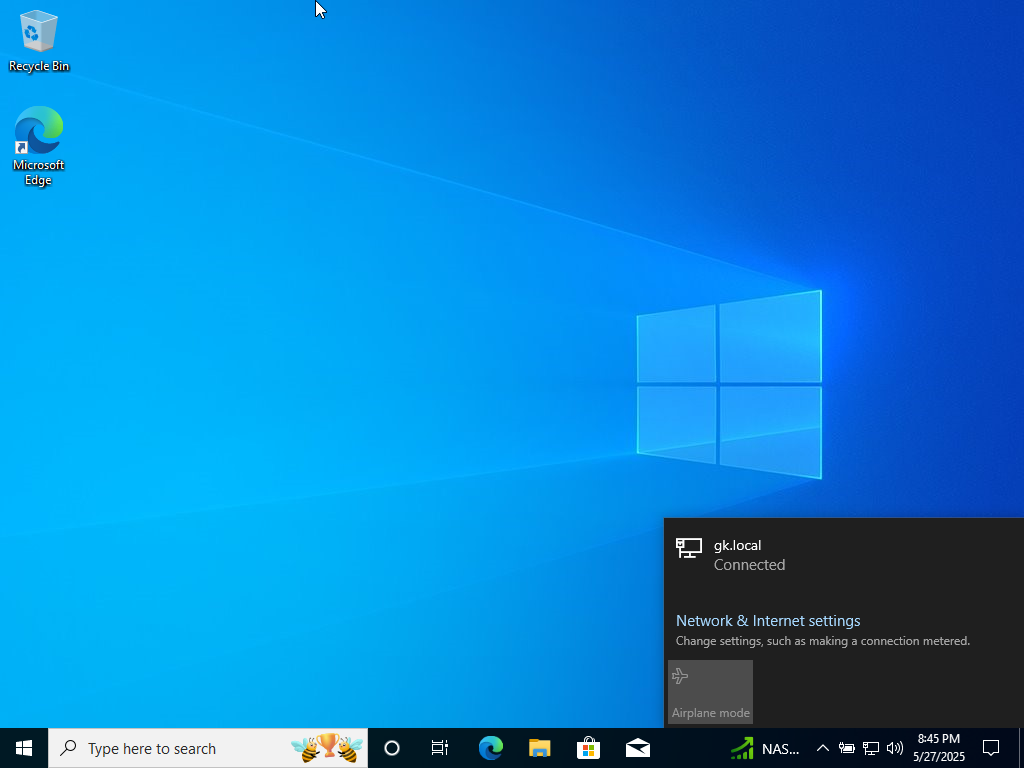 Recycle Bin
Microsoft
Edge
gk.local
Connected
Network & Internet settings
Change settings, such as making a connection metered.
Airplane mode
Type here to search
NAS...
8:45 PM
5/27/2025